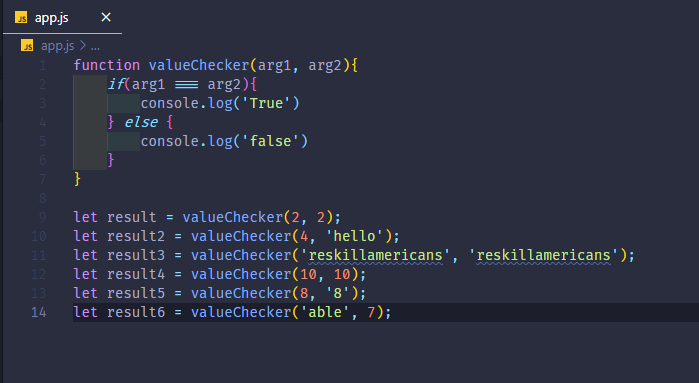 JS app.js ×
JS app.js > ...
1 function valueChecker(arg1, arg2){
2     if(arg1 === arg2){
3         console.log('True')
4     } else {
5         console.log('false')
6     }
7 }
8
9 let result = valueChecker(2, 2);
10 let result2 = valueChecker(4, 'hello');
11 let result3 = valueChecker('reskillamericans', 'reskillamericans');
12 let result4 = valueChecker(10, 10);
13 let result5 = valueChecker(8, '8');
14 let result6 = valueChecker('able', 7);